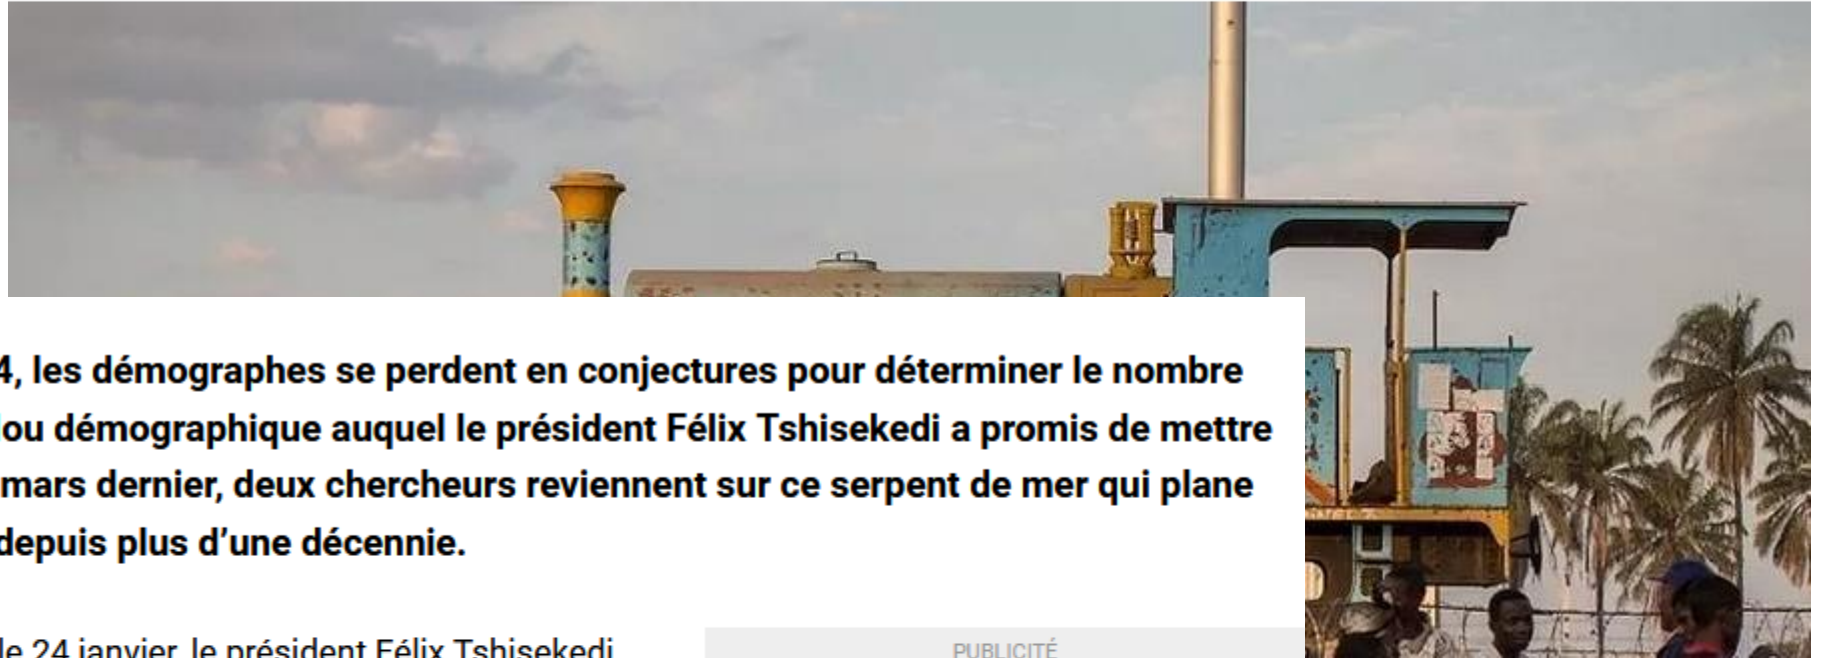 4, les démographes se perdent en conjectures pour déterminer le nombre
ou démographique auquel le président Félix Tshisekedi a promis de mettre
mars dernier, deux chercheurs reviennent sur ce serpent de mer qui plane
depuis plus d’une décennie.
le 24 janvier, le président Félix Tshisekedi
PUBLICITÉ